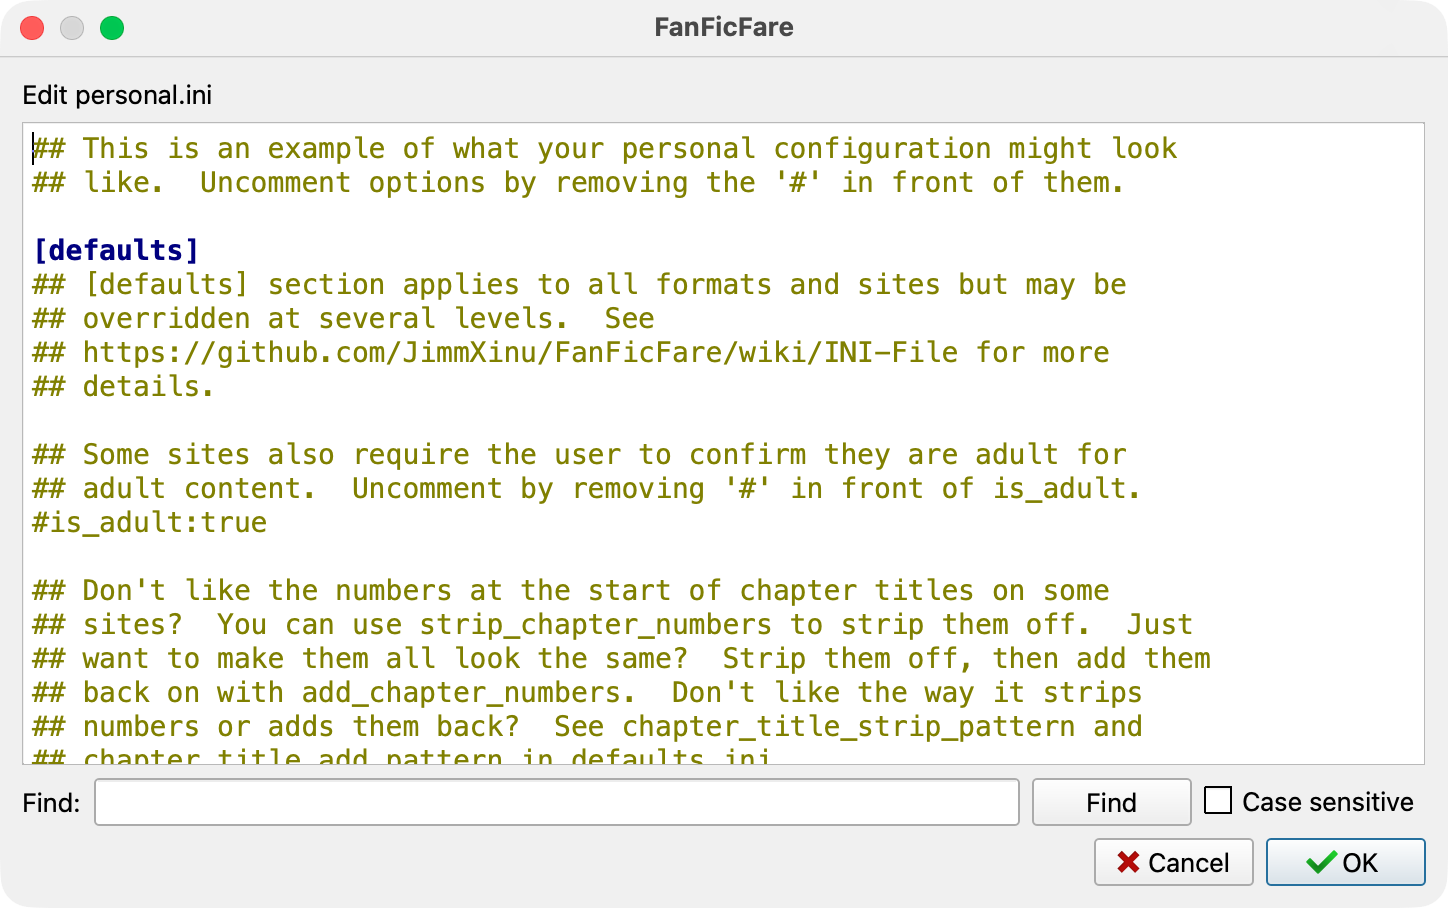 FanFicFare
Edit personal.ini
## This is an example of what your personal configuration might look
## like.  Uncomment options by removing the '#' in front of them.
[defaults]
## [defaults] section applies to all formats and sites but may be
## overridden at several levels.  See
## https://github.com/JimmXinu/FanFicFare/wiki/INI-File for more
## details.
## Some sites also require the user to confirm they are adult for
## adult content.  Uncomment by removing '#' in front of is_adult.
#is_adult:true
## Don't like the numbers at the start of chapter titles on some
## sites?  You can use strip_chapter_numbers to strip them off.  Just
## want to make them all look the same?  Strip them off, then add them
## back on with add_chapter_numbers.  Don't like the way it strips
## numbers or adds them back?  See chapter_title_strip_pattern and
## chapter_title_add_pattern in defaults.ini
Find:
Find
Case sensitive
Cancel
OK